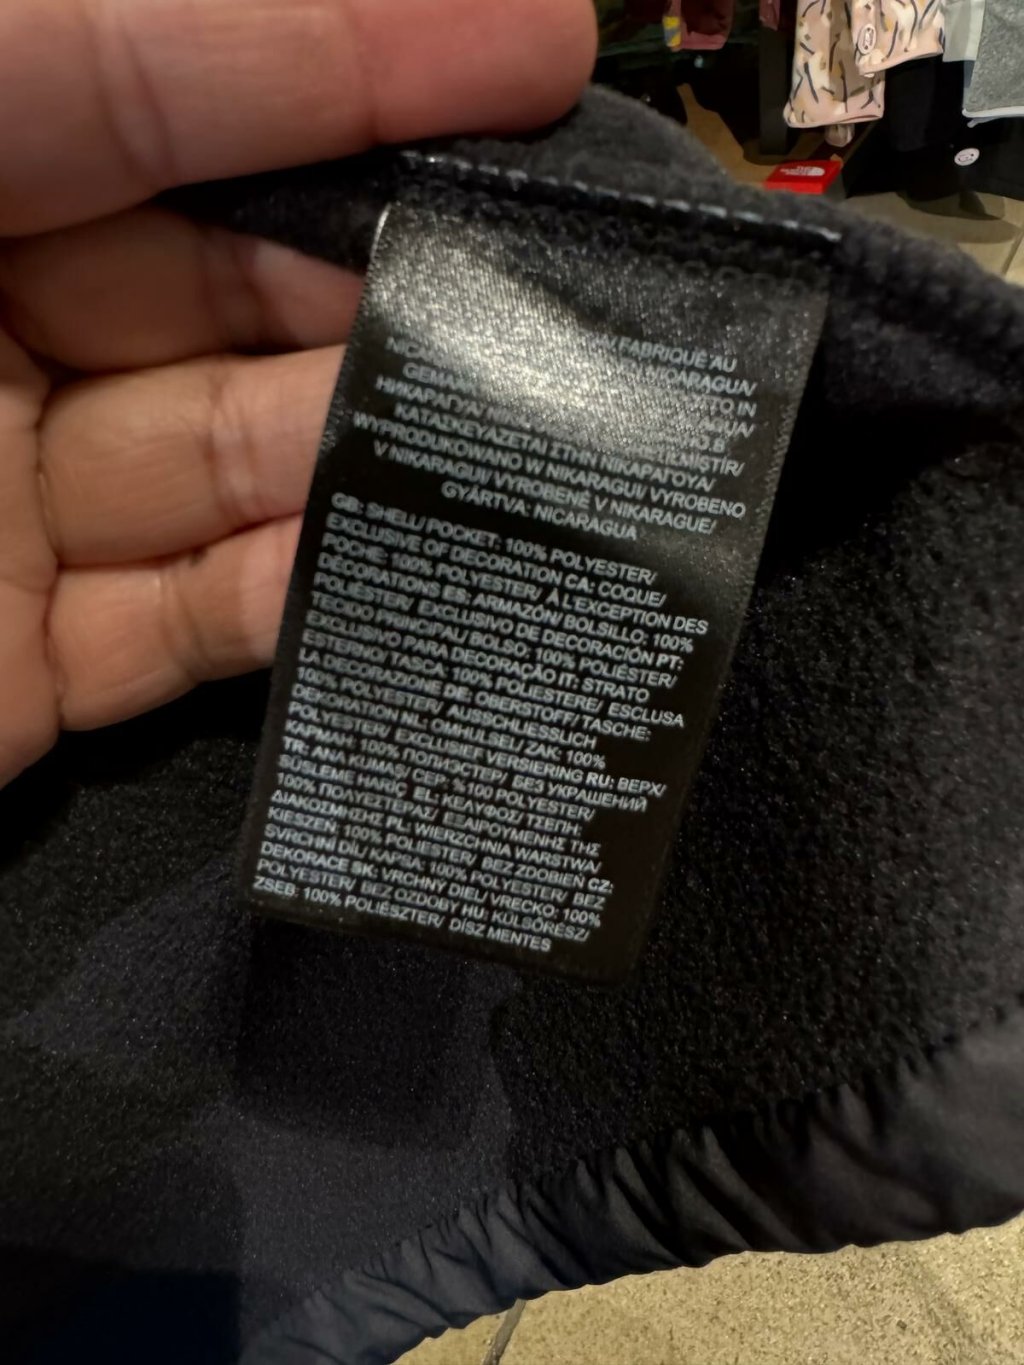 FABRIQUÉ AU
NICARAGUA/
IN
НИКАРАГУА/
ΚΑΤΑΣΚΕΥΑΖΕΤΑΙ ΣΤΗΝ ΝΙΚΑΡΑΓΟΥΑ/
WYPRODUKOWANO W NIKARAGUI/ VYROBENO
V NIKARAGUI/ VYROBENÉ V NIKARAGUE/
GYÁRTVA: NICARAGUA
GB: SHELL/ POCKET: 100% POLYESTER/
EXCLUSIVE OF DECORATION CA: COQUE/
POCHE: 100% POLYESTER/ À L'EXCEPTION DES
DÉCORATIONS ES: ARMAZÓN/ BOLSILLO: 100%
POLIÉSTER/ EXCLUSIVO DE DECORACIÓN PT:
TECIDO PRINCIPAL/ BOLSO: 100% POLIÉSTER/
EXCLUSIVO PARA DECORAÇÃO IT: STRATO
ESTERNO/ TASCA: 100% POLIESTERE/ ESCLUSA
LA DECORAZIONE DE: OBERSTOFF/ TASCHE:
100% POLYESTER/ AUSSCHLIESSLICH
DEKORATION NL: OMHULSEL/ ZAK: 100%
POLYESTER/ EXCLUSIEF VERSIERING RU: ВЕРХ/
КАРМАН: 100% ПОЛИЭСТЕР/ БЕЗ УКРАШЕНИЙ
TR: ANA KUMAŞ/ CEP: %100 POLYESTER/
SÜSLEME HARİÇ EL: ΚΕΛΥΦΟΣ/ ΤΣΕΠΗ:
100% ΠΟΛΥΕΣΤΕΡΑΣ/ ΕΞΑΙΡΟΥΜΕΝΗΣ ΤΗΣ
ΔΙΑΚΟΣΜΗΣΗΣ PL: WIERZCHNIA WARSTWA/
KIESZEŃ: 100% POLIESTER/ BEZ ZDOBIEŃ CZ:
SVRCHNÍ DÍL/ KAPSA: 100% POLYESTER/ BEZ
DEKORACE SK: VRCHNÝ DIEL/ VRECKO: 100%
POLYESTER/ BEZ OZDOBY HU: KÜLSŐRÉSZ/
ZSEB: 100% POLIÉSZTER/ DÍSZ MENTES